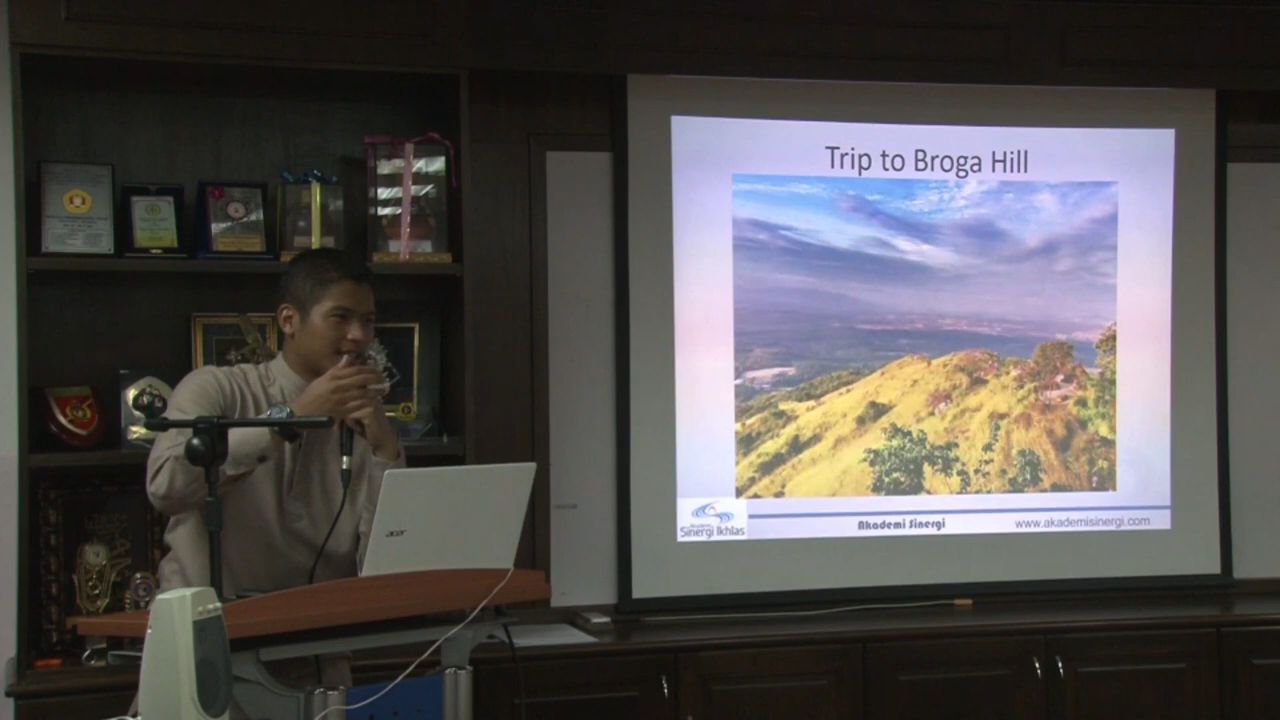 Trip to Broga Hill
Akademi
Sinergi Ikhlas
Akademi Sinergi
www.akademisinergi.com
acer